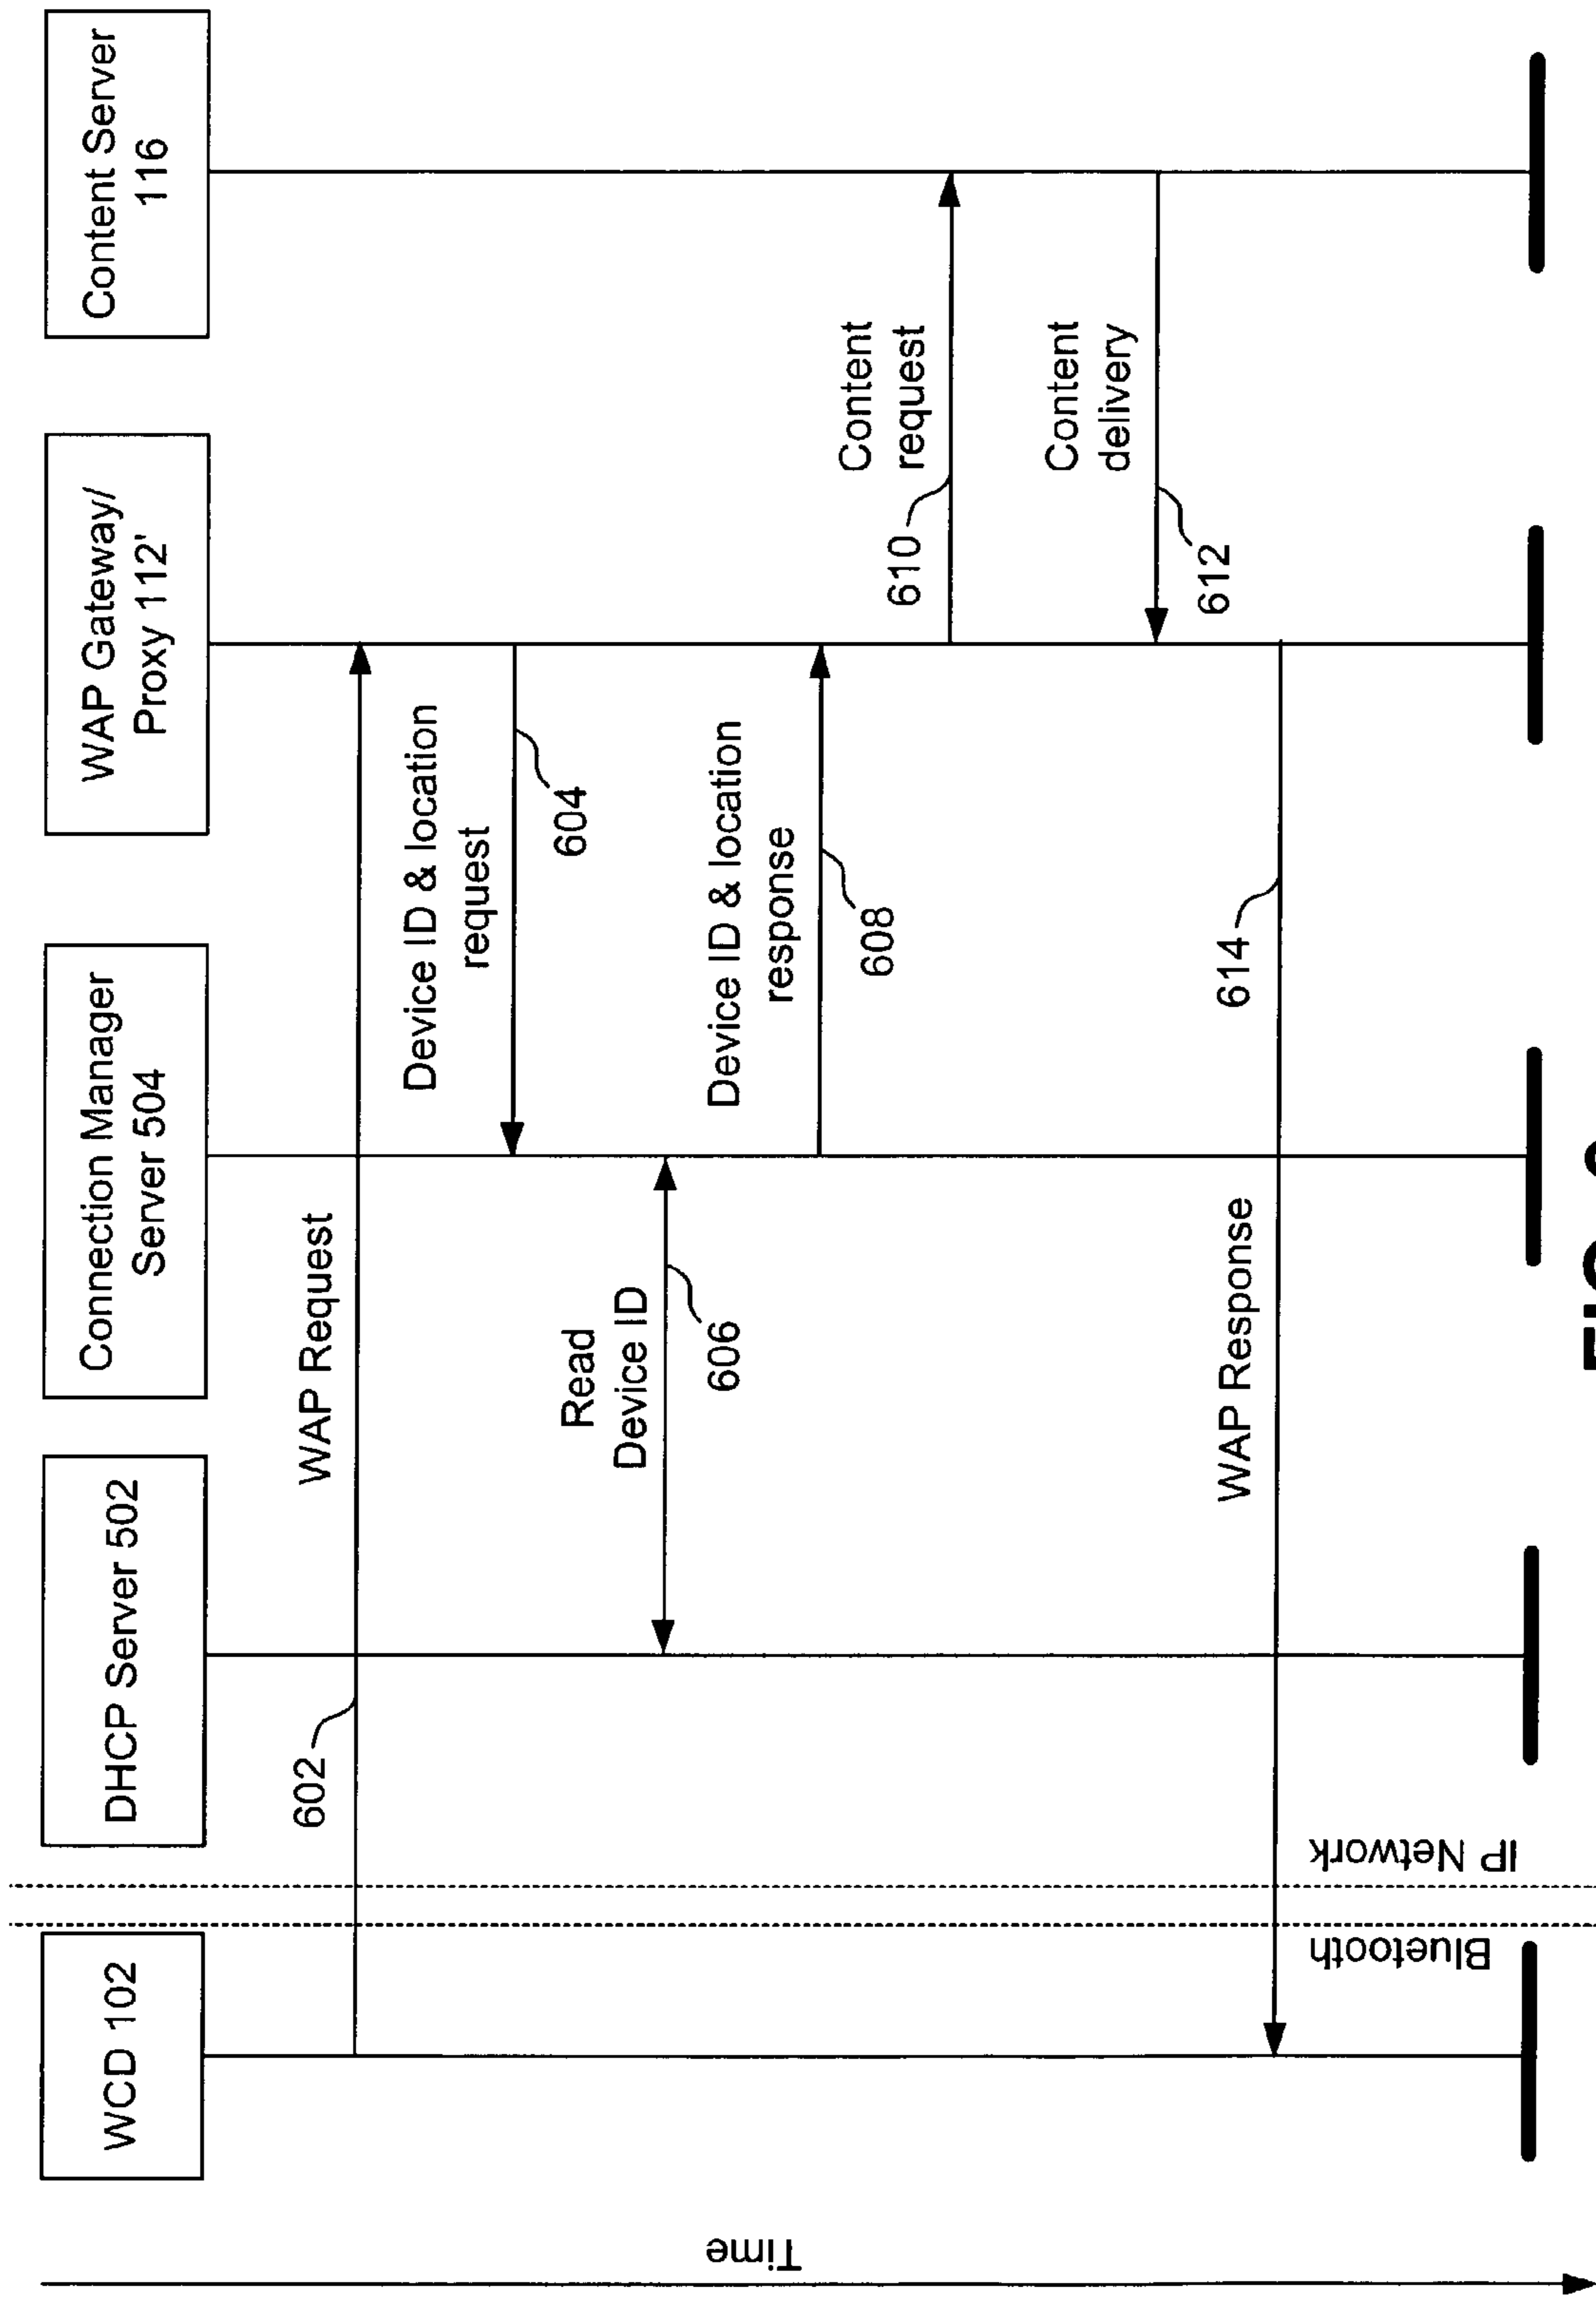 WCD 102
DHCP Server 502
Connection Manager
Server 504
WAP Gateway/
Proxy 112'
Content Server
116
Time
602
WAP Request
Device ID & location
request
604
Read
Device ID
606
Device ID & location
response
608
Content
request
610
Content
delivery
612
WAP Response
614
Bluetooth
IP Network